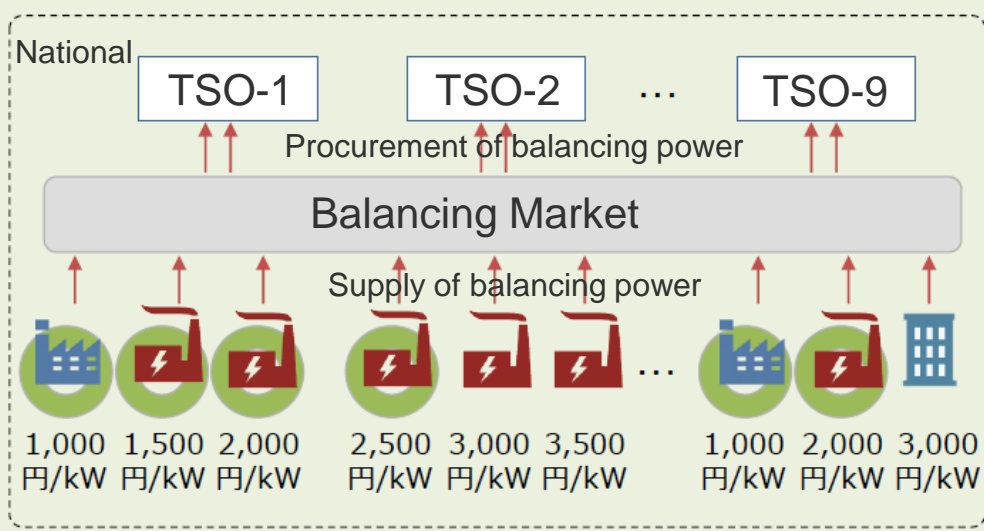 National
TSO-1
TSO-2
…
TSO-9
Procurement of balancing power
Balancing Market
Supply of balancing power
…
1,000
円/kW
1,500
円/kW
2,000
円/kW
2,500
円/kW
3,000
円/kW
3,500
円/kW
1,000
円/kW
2,000
円/kW
3,000
円/kW